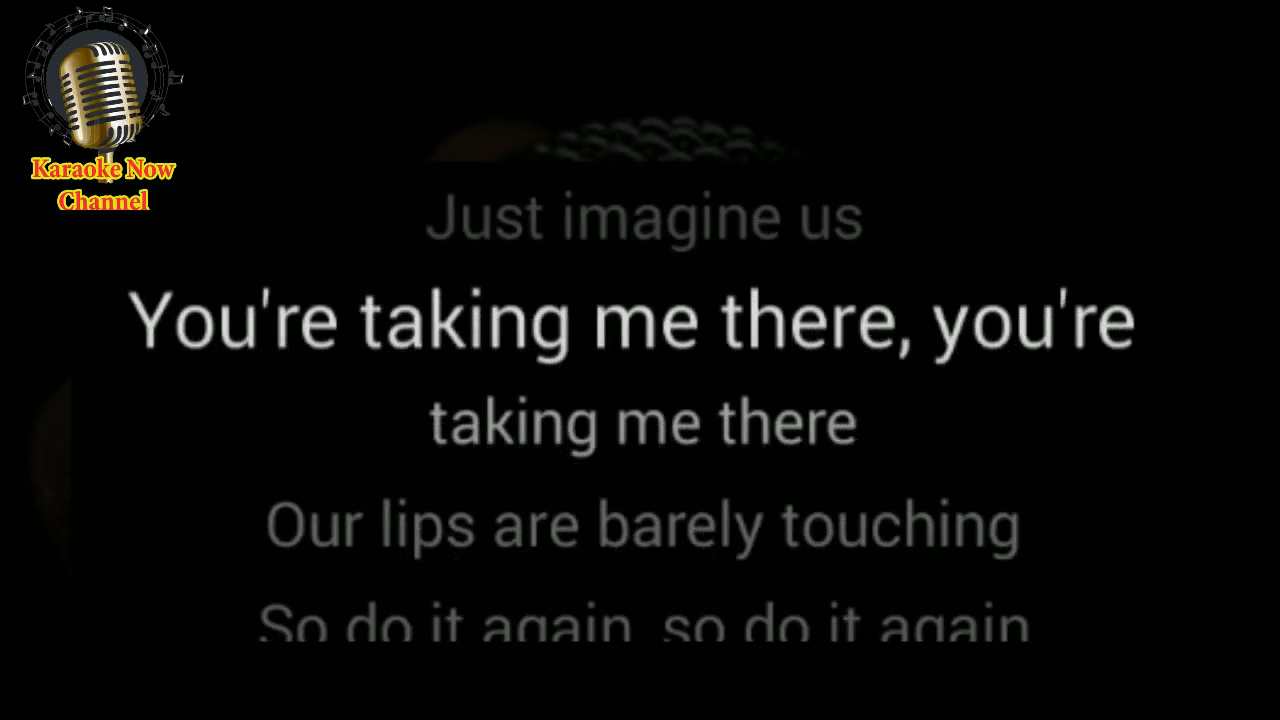 Karaoke Now
Channel
Just imagine us
You're taking me there, you're
taking me there
Our lips are barely touching
So do it again, so do it again